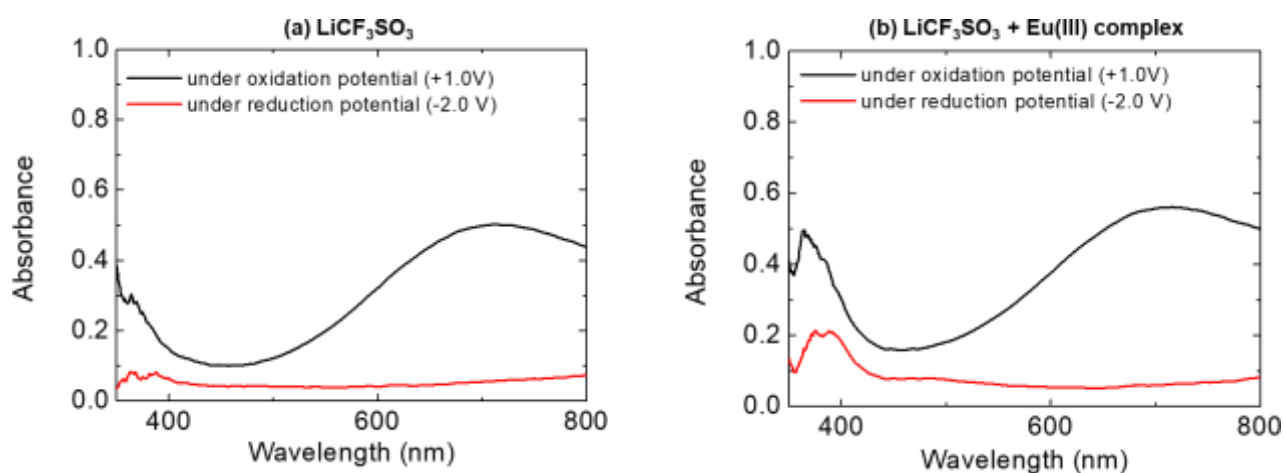 (a) LiCF₃SO₃
under oxidation potential (+1.0V)
under reduction potential (-2.0 V)
Absorbance
1.0
0.8
0.6
0.4
0.2
0.0
400
600
800
Wavelength (nm)
(b) LiCF₃SO₃ + Eu(III) complex
under oxidation potential (+1.0V)
under reduction potential (-2.0 V)
Absorbance
1.0
0.8
0.6
0.4
0.2
0.0
400
600
800
Wavelength (nm)